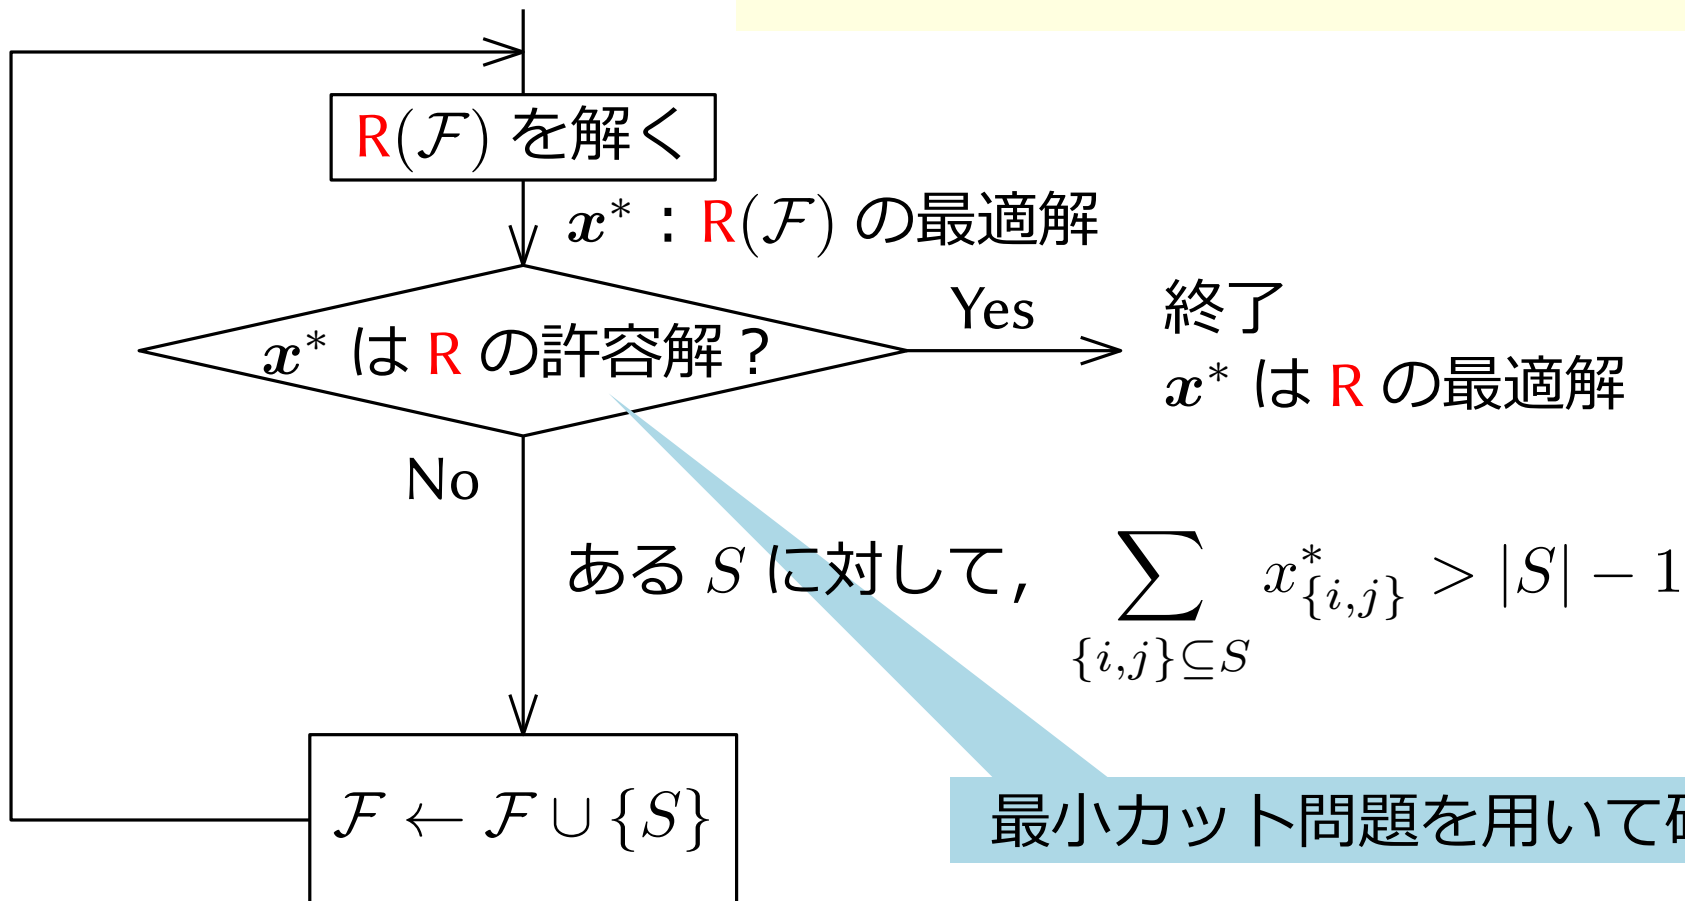 R(ℱ) を解く
x* : R(ℱ) の最適解
x* は R の許容解?
Yes
終了
x* は R の最適解
No
ある S に対して, ∑_{{i,j}⊆S} x*_{{i,j}} > |S| − 1
ℱ ← ℱ ∪ {S}
最小カット問題を用いて